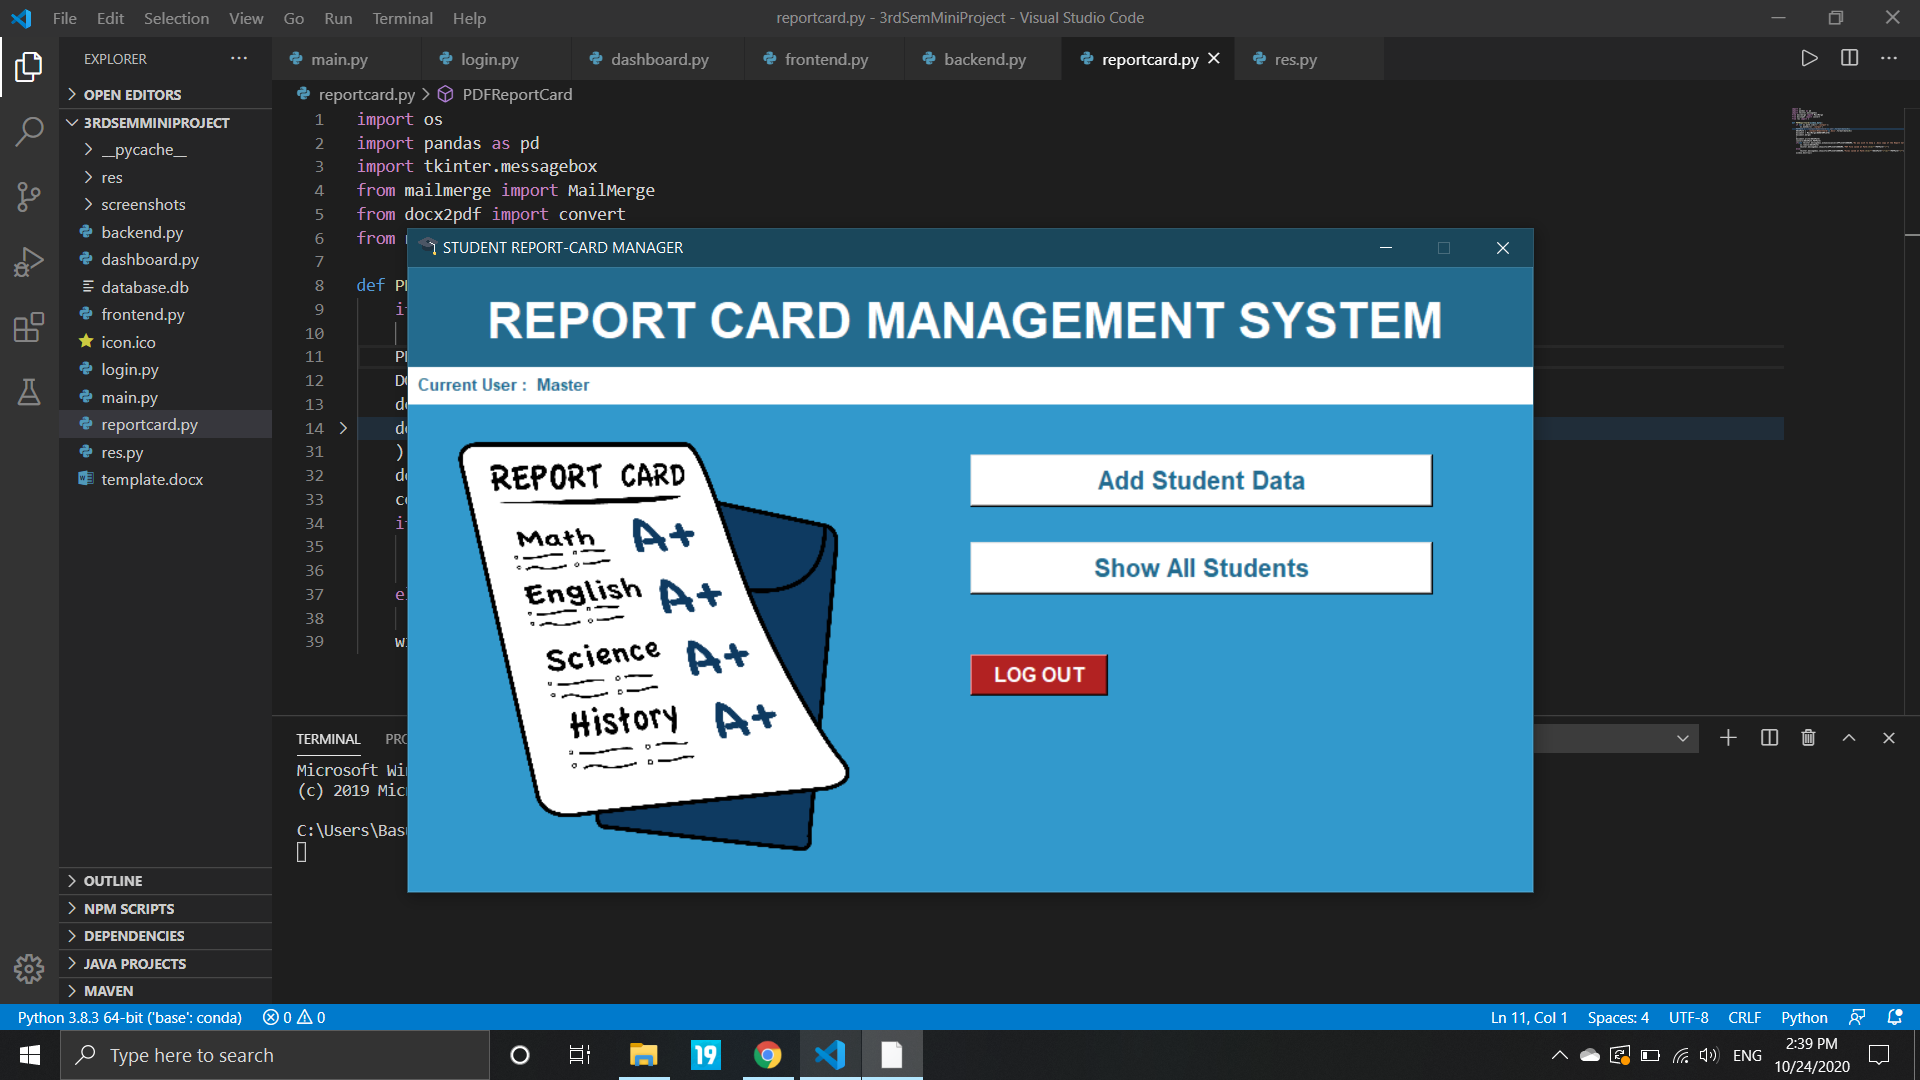 File Edit Selection View Go Run Terminal Help
reportcard.py - 3rdSemMiniProject - Visual Studio Code
EXPLORER
main.py
login.py
dashboard.py
frontend.py
backend.py
reportcard.py
res.py
OPEN EDITORS
3RDSEMMINIPROJECT
__pycache__
res
screenshots
backend.py
dashboard.py
database.db
frontend.py
icon.ico
login.py
main.py
reportcard.py
res.py
template.docx
OUTLINE
NPM SCRIPTS
DEPENDENCIES
JAVA PROJECTS
MAVEN
reportcard.py > PDFReportCard
1 import os
2 import pandas as pd
3 import tkinter.messagebox
4 from mailmerge import MailMerge
5 from docx2pdf import convert
6 from
7
8 def
9
10
11
12
13
14
31 )
32
33
34
35
36
37
38
39
STUDENT REPORT-CARD MANAGER
REPORT CARD MANAGEMENT SYSTEM
Current User : Master
REPORT CARD
Math A+
English A+
Science A+
History A+
Add Student Data
Show All Students
LOG OUT
TERMINAL
Microsoft
(c) 2019
C:\Users\
Python 3.8.3 64-bit ('base': conda) 0 0
Ln 11, Col 1 Spaces: 4 UTF-8 CRLF Python
Type here to search
19
ENG
2:39 PM
10/24/2020